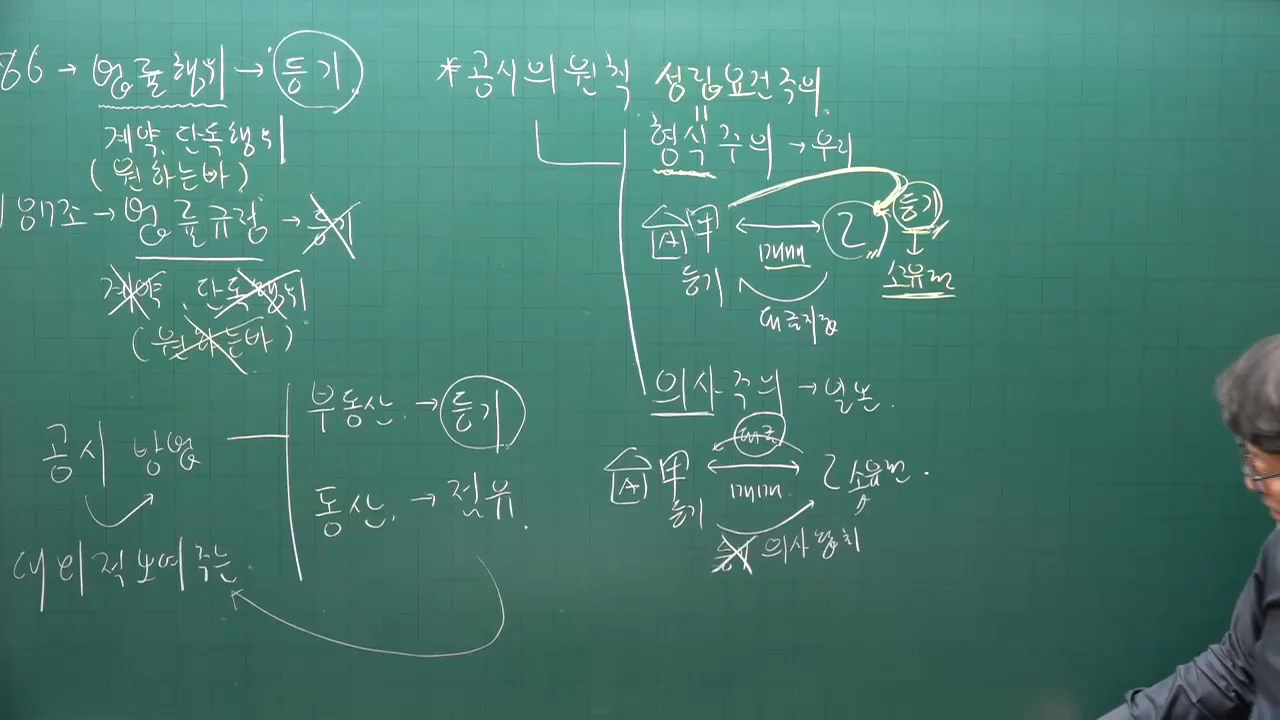 86 → 법률행위 → 등기
계약, 단독행위
(원하는바)
187조 → 법률규정 → 등기
계약, 단독행위
(원하는바)
공시 방법
대외적 보여주는
부동산 → 등기
동산 → 점유
* 공시의 원칙 성립요건주의
=
형식주의 → 우리
A 甲 ↔ 乙 등기
매매
등기 소유권
대금지급
의사주의 → 일본
대금
A 甲 ↔ 乙 소유권
매매
등기
등기 의사합치